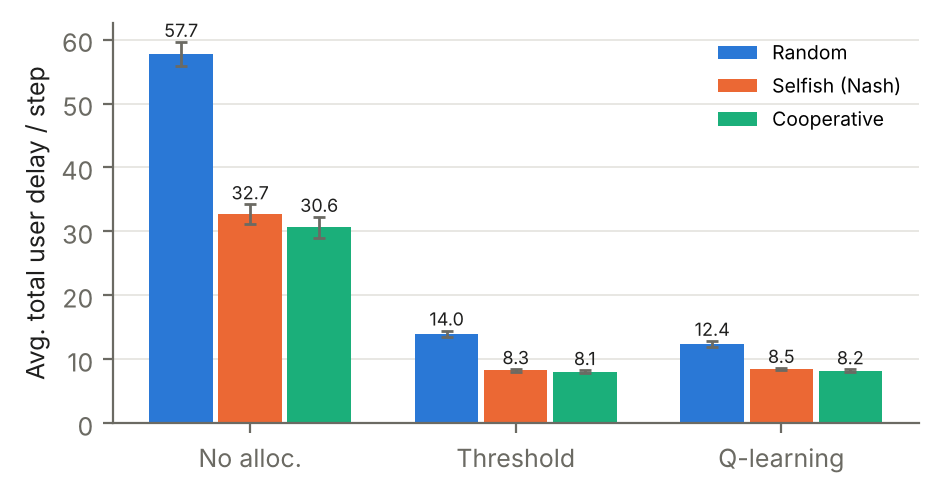 57.7
60
Random
Selfish (Nash)
50
Cooperative
40
32.7
30.6
30
20
14.0
12.4
10
8.3
8.1
8.5
8.2
0
No alloc.
Threshold
Q-learning
Avg. total user delay / step